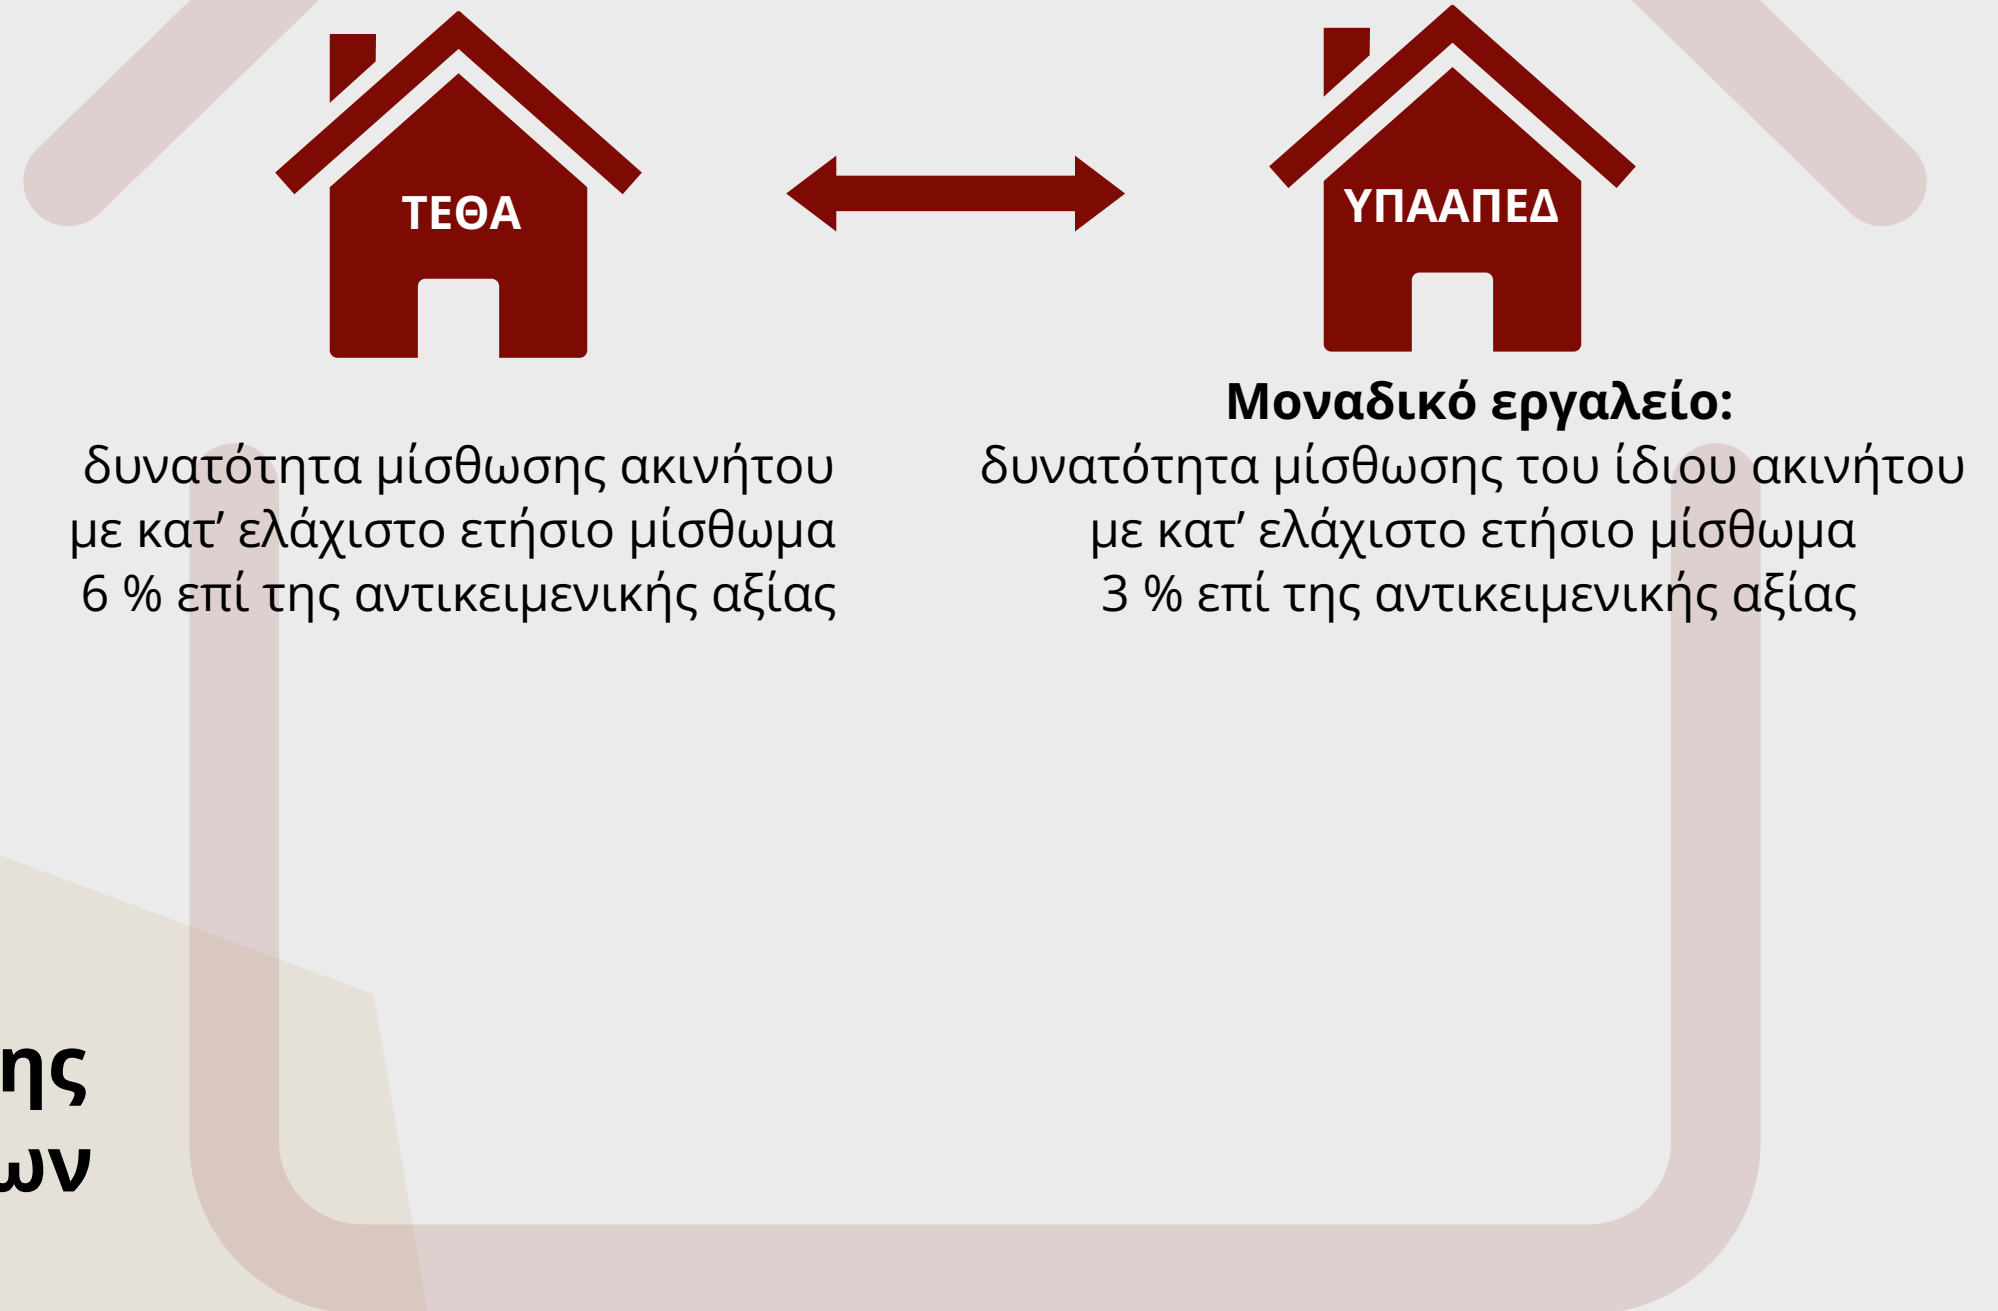 ΤΕΘΑ
ΥΠΑΑΠΕΔ
δυνατότητα μίσθωσης ακινήτου
με κατ’ ελάχιστο ετήσιο μίσθωμα
6 % επί της αντικειμενικής αξίας
Μοναδικό εργαλείο:
δυνατότητα μίσθωσης του ίδιου ακινήτου
με κατ’ ελάχιστο ετήσιο μίσθωμα
3 % επί της αντικειμενικής αξίας
ης
ων